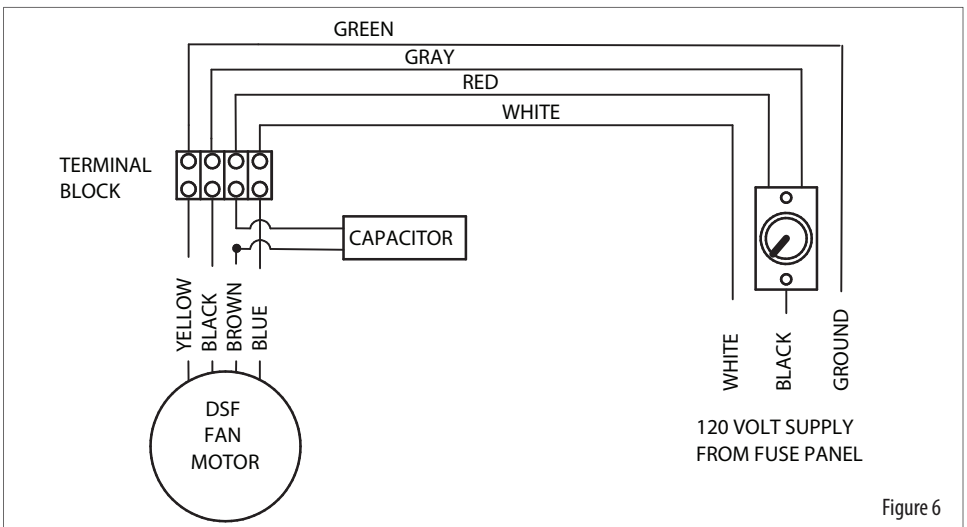 GREEN
GRAY
RED
WHITE
TERMINAL
BLOCK
CAPACITOR
YELLOW
BLACK
BROWN
BLUE
WHITE
BLACK
GROUND
DSF
FAN
MOTOR
120 VOLT SUPPLY
FROM FUSE PANEL
Figure 6